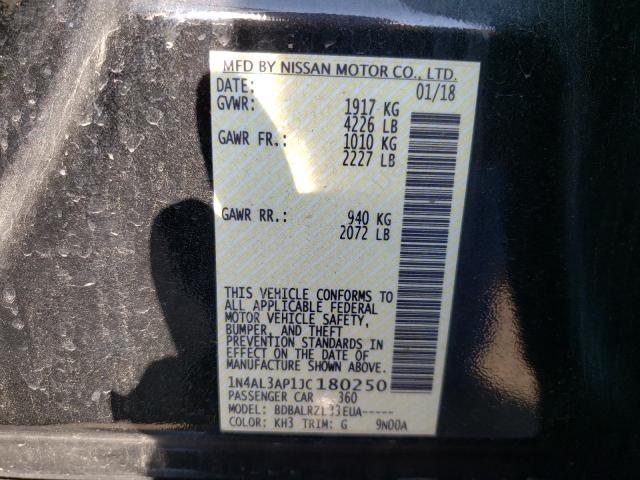 MFD BY NISSAN MOTOR CO., LTD.
DATE: 01/18
GVWR: 1917 KG
4226 LB
GAWR FR.: 1010 KG
2227 LB
GAWR RR.: 940 KG
2072 LB
THIS VEHICLE CONFORMS TO
ALL APPLICABLE FEDERAL
MOTOR VEHICLE SAFETY,
BUMPER, AND THEFT
PREVENTION STANDARDS IN
EFFECT ON THE DATE OF
MANUFACTURE SHOWN ABOVE.
1N4AL3AP1JC180250
PASSENGER CAR 360
MODEL: BDBALRZL33EUA-----
COLOR: KH3 TRIM: G 9N00A